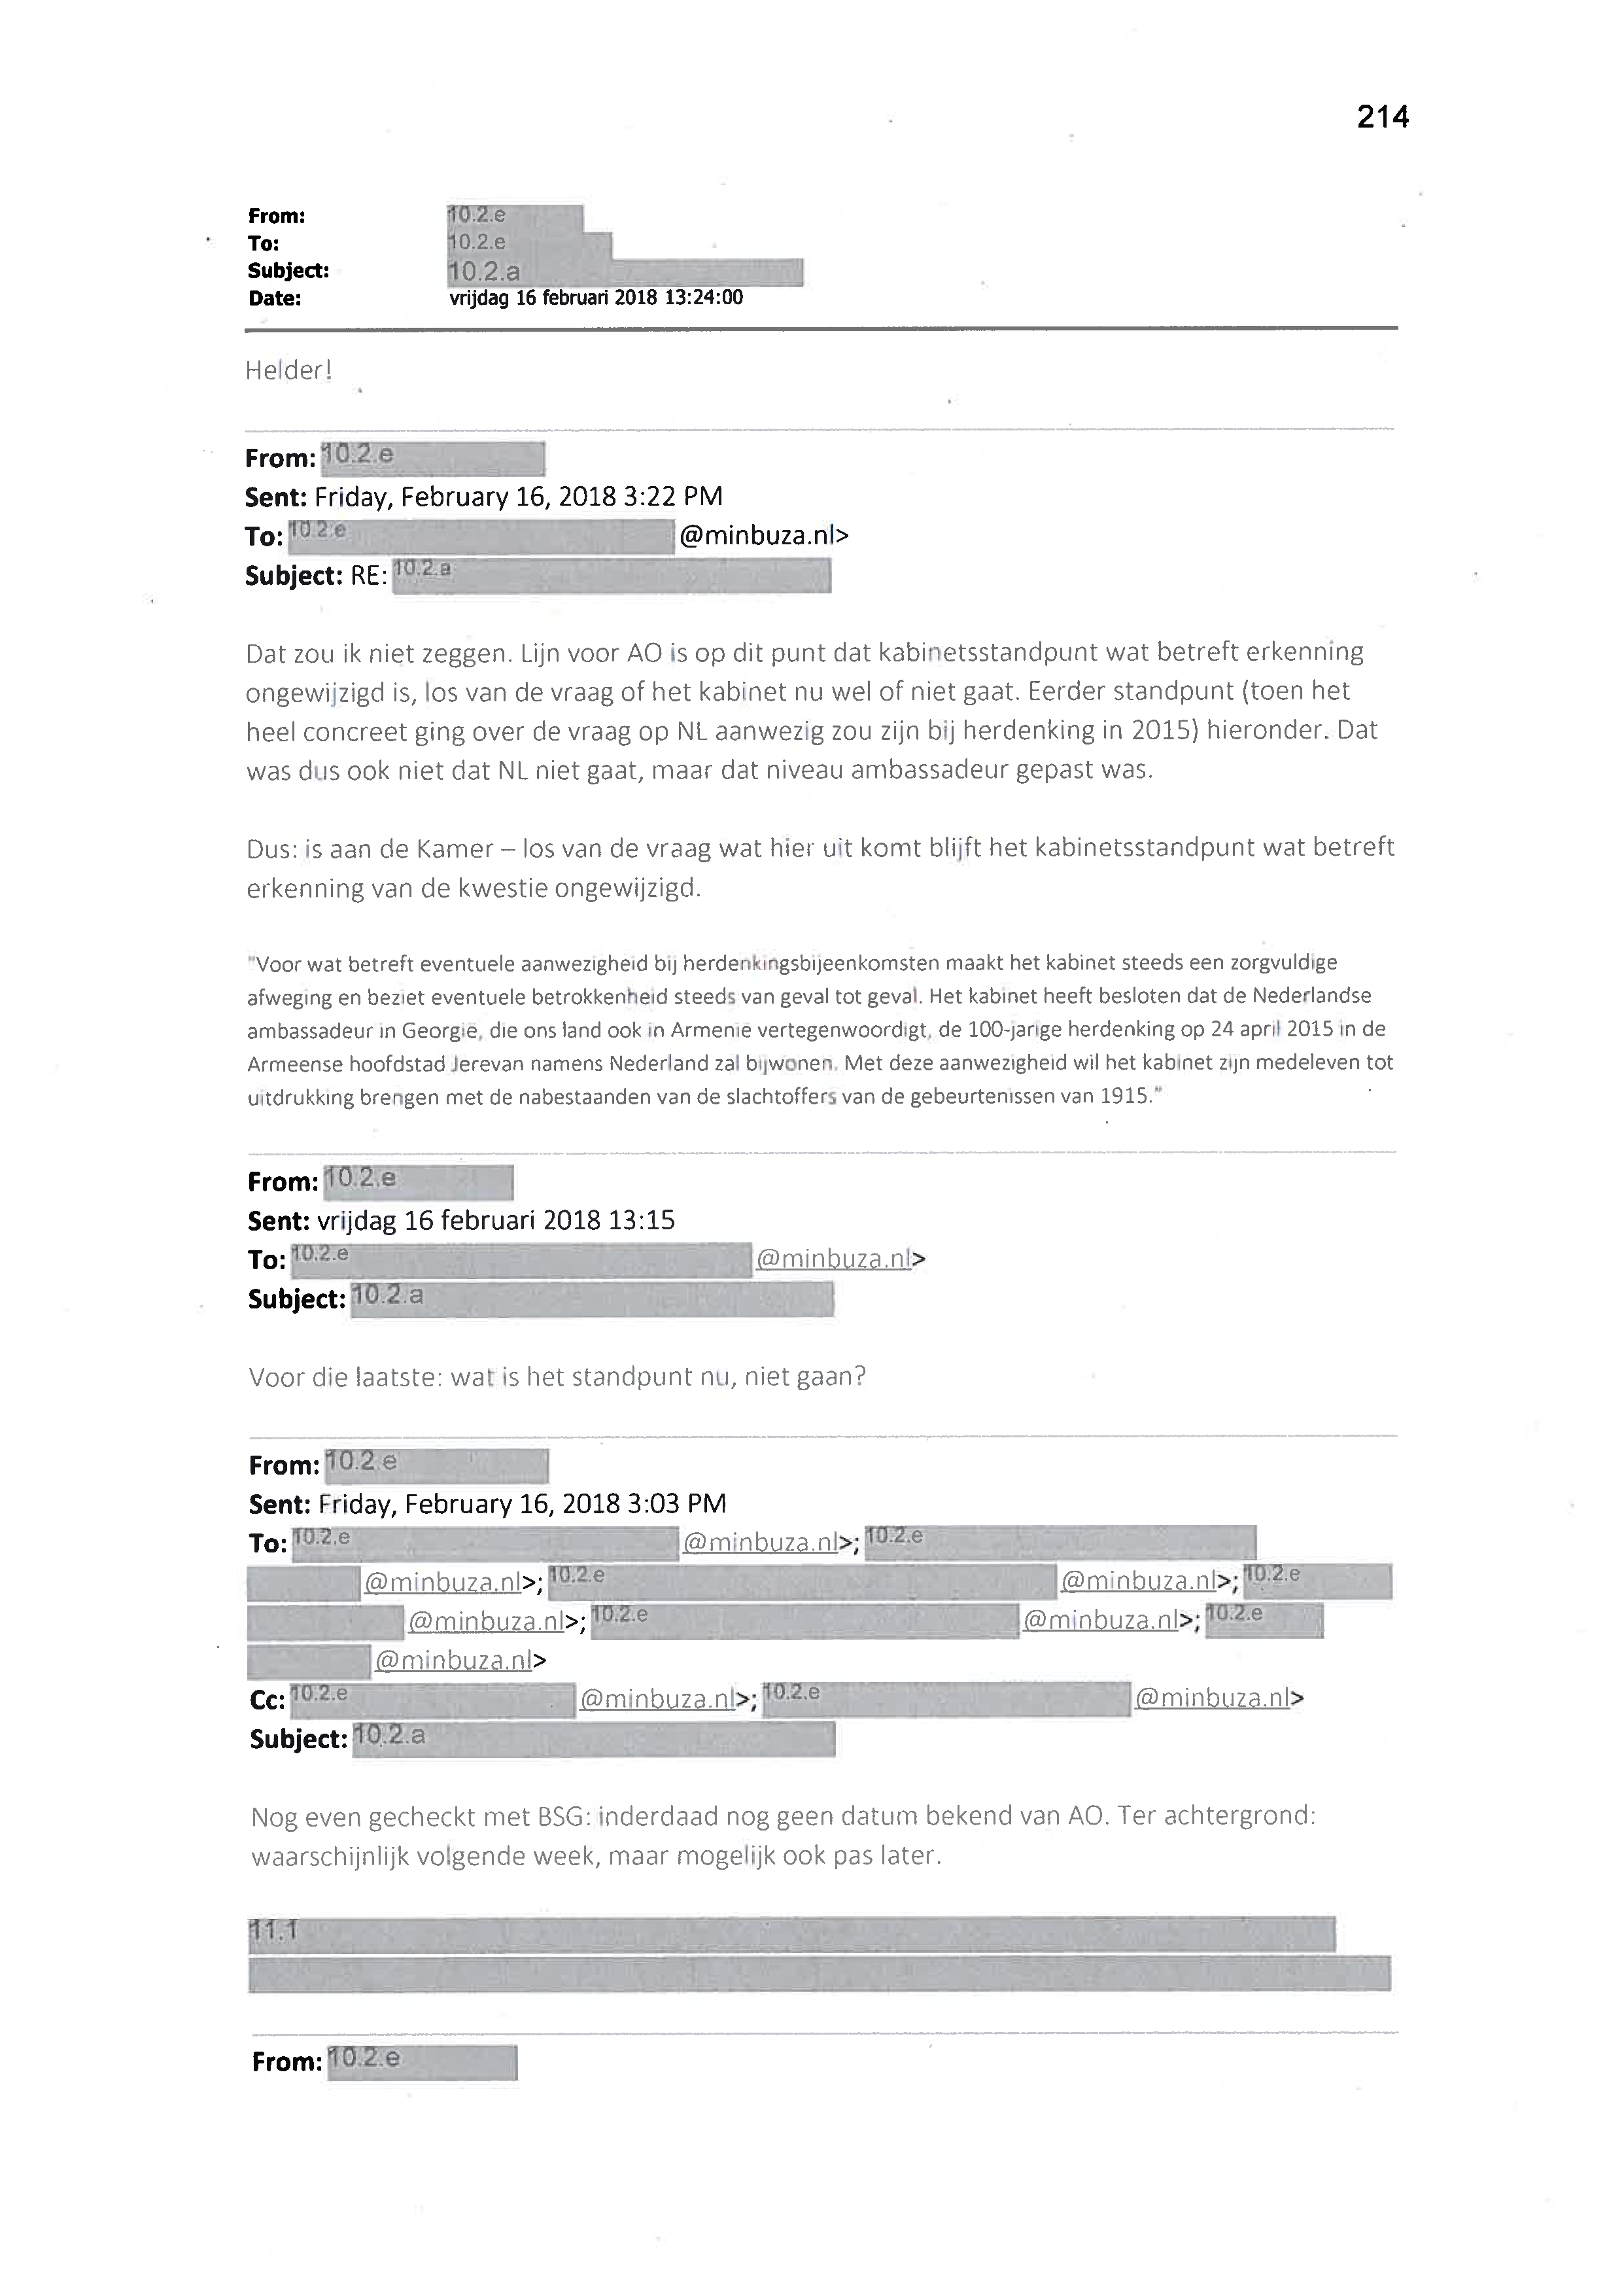 214
From: 10.2.e
To: 10.2.e
Subject: 10.2.a
Date: vrijdag 16 februari 2018 13:24:00
Helder!
From: 10.2.e
Sent: Friday, February 16, 2018 3:22 PM
To: 10.2.e @minbuza.nl>
Subject: RE: 10.2.a
Dat zou ik niet zeggen. Lijn voor AO is op dit punt dat kabinetsstandpunt wat betreft erkenning
ongewijzigd is, los van de vraag of het kabinet nu wel of niet gaat. Eerder standpunt (toen het
heel concreet ging over de vraag op NL aanwezig zou zijn bij herdenking in 2015) hieronder. Dat
was dus ook niet dat NL niet gaat, maar dat niveau ambassadeur gepast was.
Dus: is aan de Kamer – los van de vraag wat hier uit komt blijft het kabinetsstandpunt wat betreft
erkenning van de kwestie ongewijzigd.
"Voor wat betreft eventuele aanwezigheid bij herdenkingsbijeenkomsten maakt het kabinet steeds een zorgvuldige
afweging en beziet eventuele betrokkenheid steeds van geval tot geval. Het kabinet heeft besloten dat de Nederlandse
ambassadeur in Georgië, die ons land ook in Armenië vertegenwoordigt, de 100-jarige herdenking op 24 april 2015 in de
Armeense hoofdstad Jerevan namens Nederland zal bijwonen. Met deze aanwezigheid wil het kabinet zijn medeleven tot
uitdrukking brengen met de nabestaanden van de slachtoffers van de gebeurtenissen van 1915."
From: 10.2.e
Sent: vrijdag 16 februari 2018 13:15
To: 10.2.e @minbuza.nl>
Subject: 10.2.a
Voor die laatste: wat is het standpunt nu, niet gaan?
From: 10.2.e
Sent: Friday, February 16, 2018 3:03 PM
To: 10.2.e @minbuza.nl>; 10.2.e
@minbuza.nl>; 10.2.e @minbuza.nl>; 10.2.e
@minbuza.nl>; 10.2.e @minbuza.nl>; 10.2.e
@minbuza.nl>
Cc: 10.2.e @minbuza.nl>; 10.2.e @minbuza.nl>
Subject: 10.2.a
Nog even gecheckt met BSG: inderdaad nog geen datum bekend van AO. Ter achtergrond:
waarschijnlijk volgende week, maar mogelijk ook pas later.
11.1
From: 10.2.e